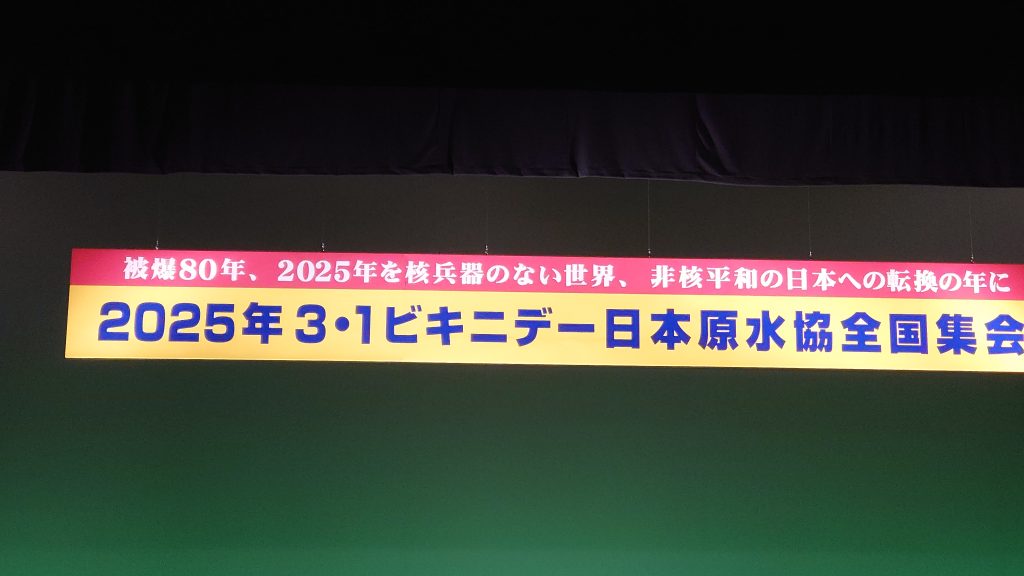 被爆80年、2025年を核兵器のない世界、非核平和の日本への転換の年に
2025年3・1ビキニデー日本原水協全国集会